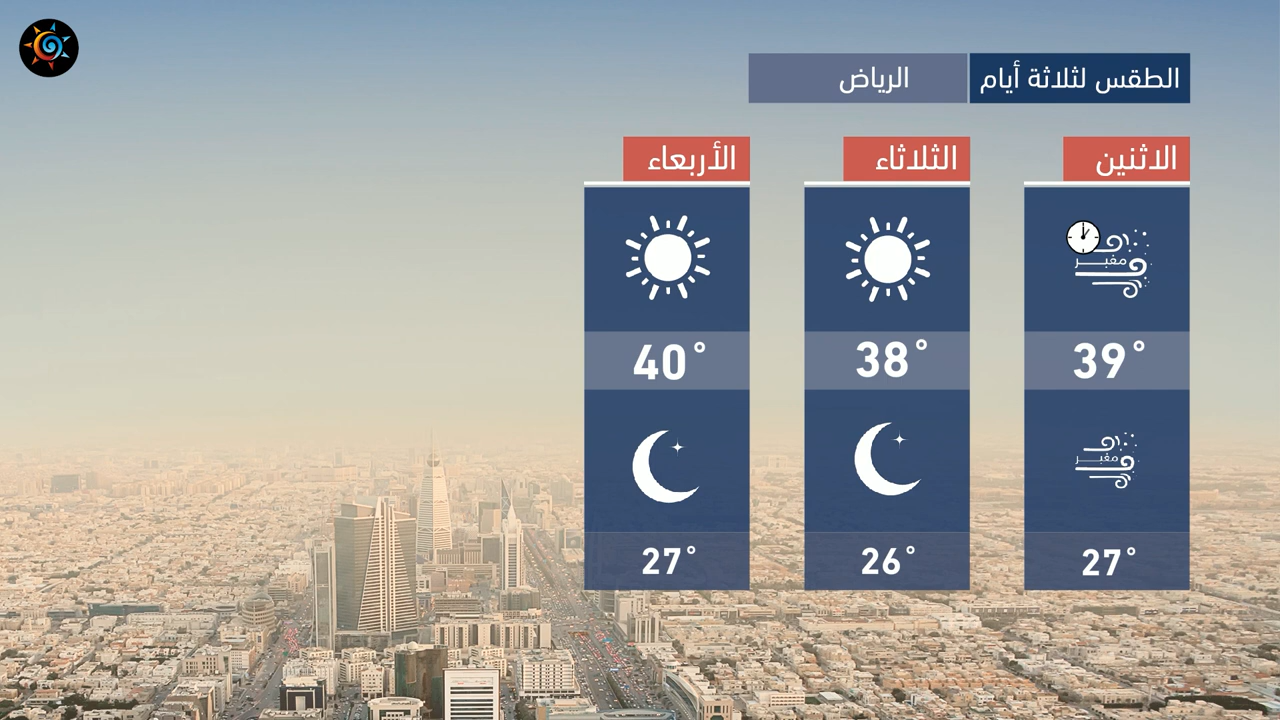 الطقس لثلاثة أيام
الرياض
الاثنين
الثلاثاء
الأربعاء
مغبر
39°
38°
40°
مغبر
27°
26°
27°